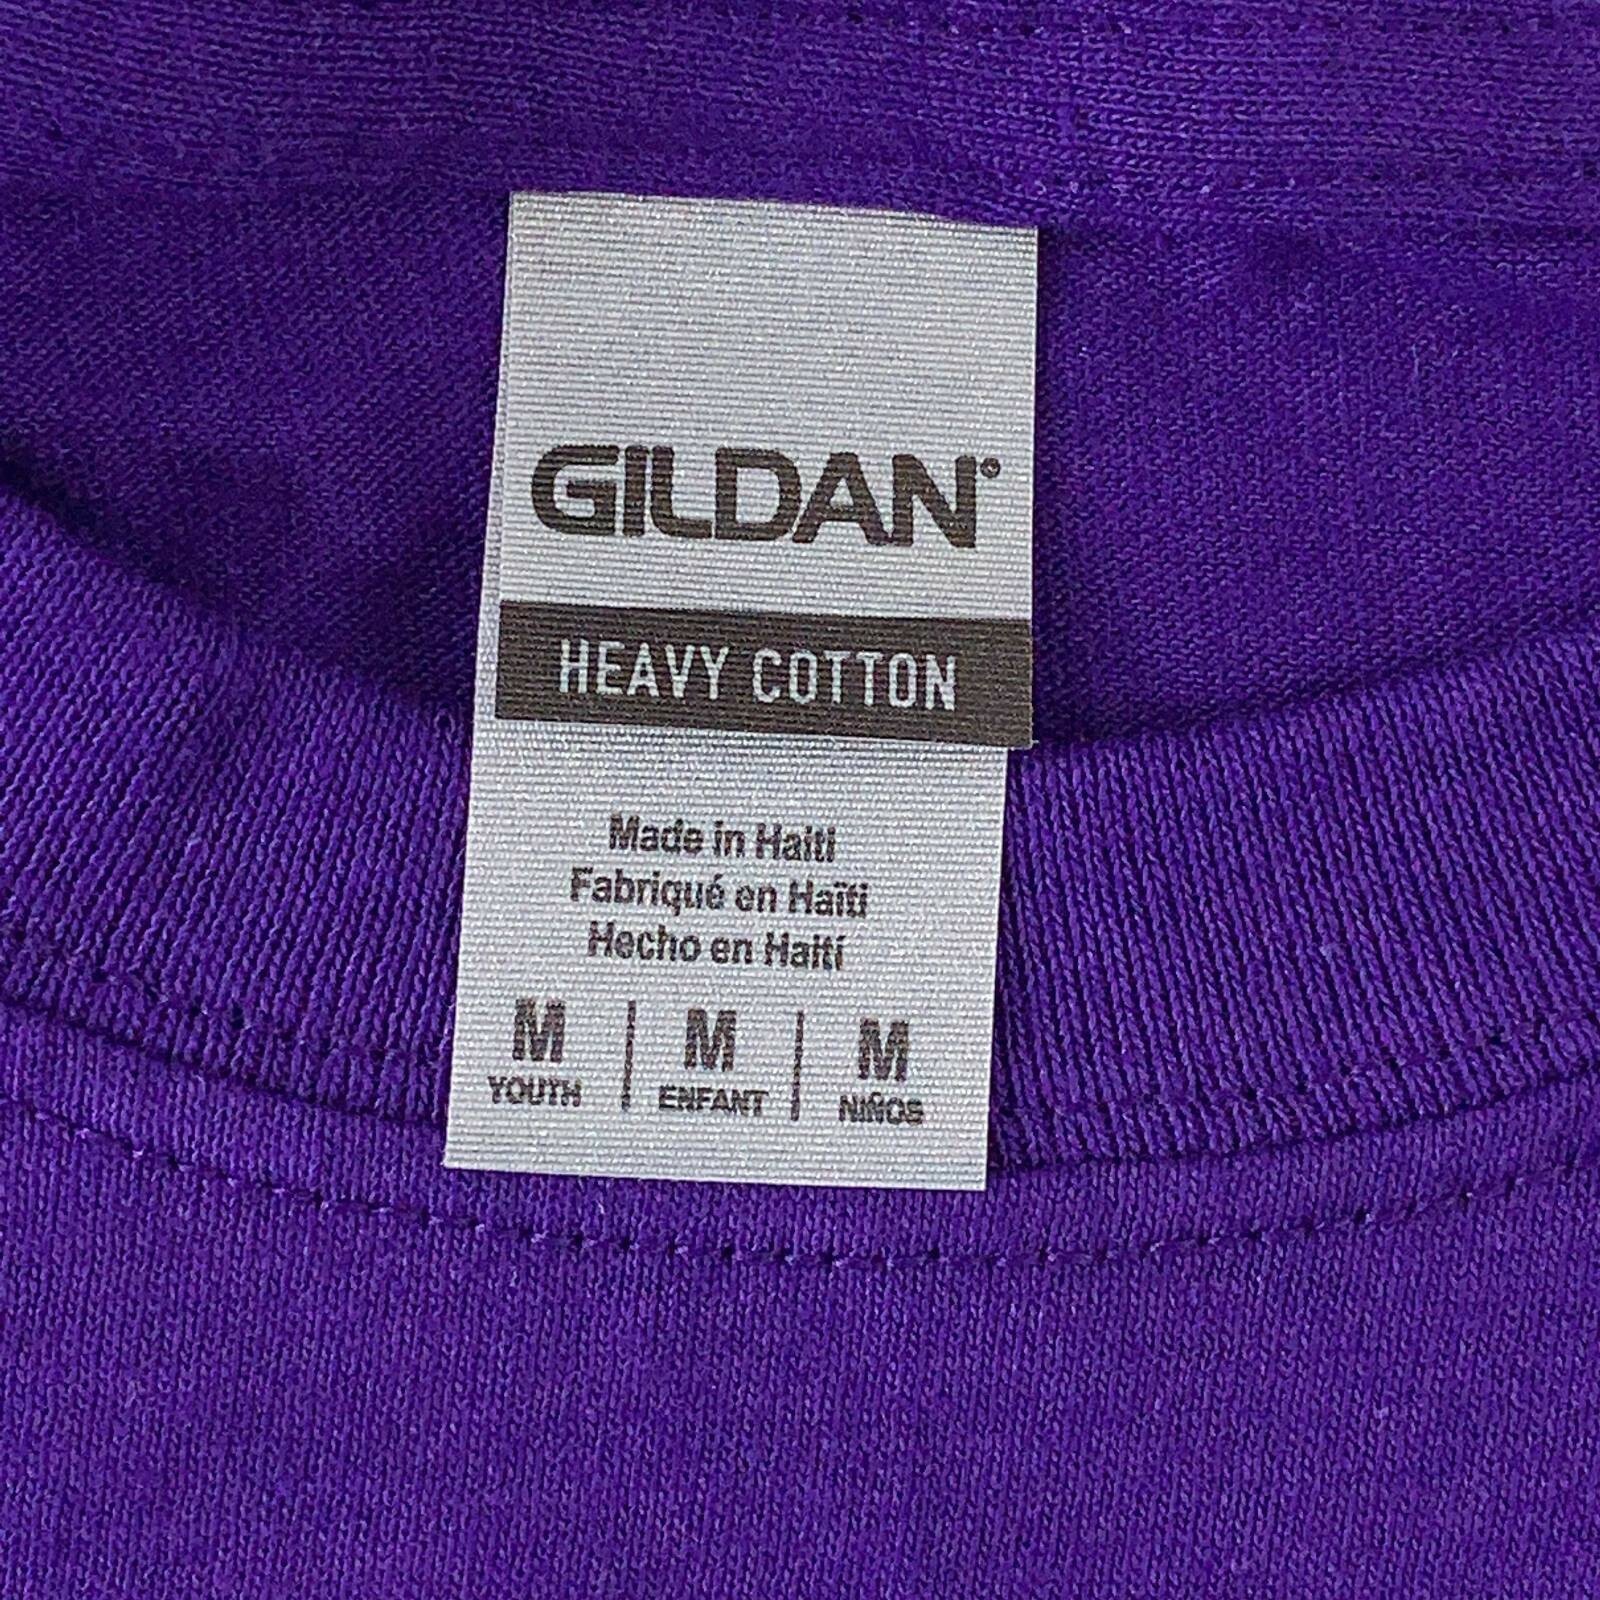 GILDAN®
HEAVY COTTON
Made in Haiti
Fabriqué en Haïti
Hecho en Haití
M | M | M
YOUTH | ENFANT | NIÑOS